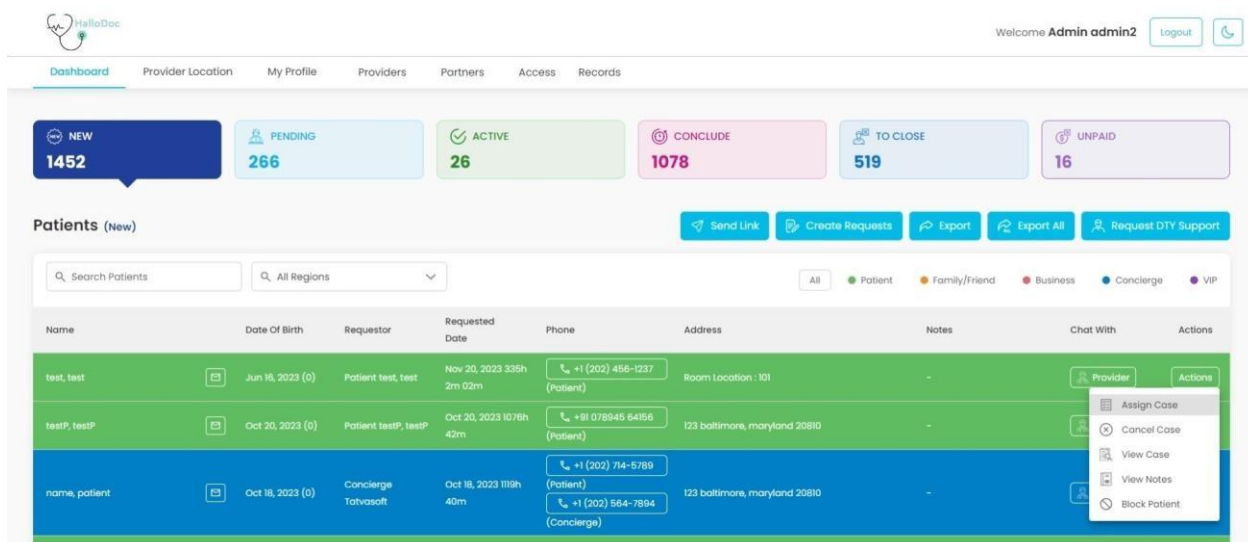 HalloDoc
Welcome Admin admin2 Logout
Dashboard Provider Location My Profile Providers Partners Access Records
NEW PENDING ACTIVE CONCLUDE TO CLOSE UNPAID
1452 266 26 1078 519 16
Patients (New) Send Link Create Requests Export Export All Request DTY Support
Search Patients All Regions All Patient Family/Friend Business Concierge VIP
Name Date Of Birth Requestor Requested Date Phone Address Notes Chat With Actions
test, test Jun 16, 2023 (0) Patient test, test Nov 20, 2023 335h +1 (202) 456-1237 Room Location : 101 - Provider Actions
2m 02m (Patient)
Assign Case
testP, testP Oct 20, 2023 (0) Patient testP, testP Oct 20, 2023 1076h +91 078945 64156 123 baltimore, maryland 20810 -
42m (Patient)
Cancel Case
View Case
name, patient Oct 18, 2023 (0) Concierge Oct 18, 2023 1119h +1 (202) 714-5789 123 baltimore, maryland 20810 -
Tatvasoft 40m (Patient)
+1 (202) 564-7894
(Concierge)
View Notes
Block Patient